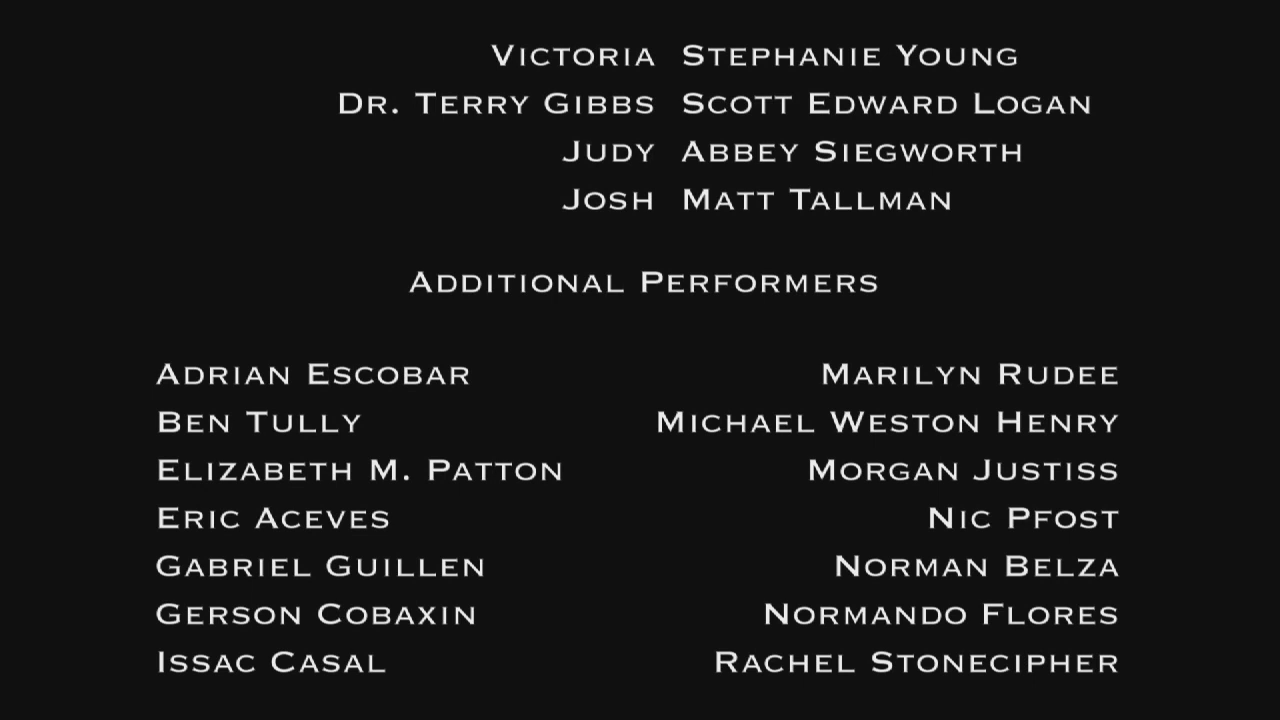 Victoria Stephanie Young
Dr. Terry Gibbs Scott Edward Logan
Judy Abbey Siegworth
Josh Matt Tallman
Additional Performers
Adrian Escobar Marilyn Rudee
Ben Tully Michael Weston Henry
Elizabeth M. Patton Morgan Justiss
Eric Aceves Nic Pfost
Gabriel Guillen Norman Belza
Gerson Cobaxin Normando Flores
Issac Casal Rachel Stonecipher